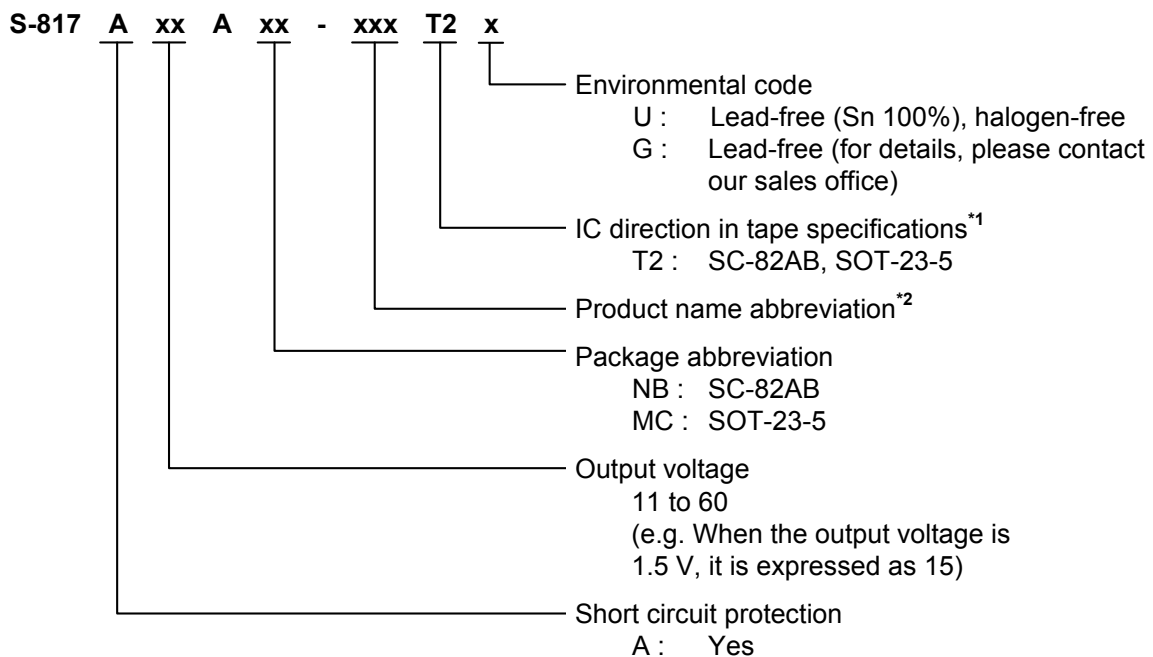 S-817 A xx A xx - xxx T2 x
Environmental code
U : Lead-free (Sn 100%), halogen-free
G : Lead-free (for details, please contact
our sales office)
IC direction in tape specifications*1
T2 : SC-82AB, SOT-23-5
Product name abbreviation*2
Package abbreviation
NB : SC-82AB
MC : SOT-23-5
Output voltage
11 to 60
(e.g. When the output voltage is
1.5 V, it is expressed as 15)
Short circuit protection
A : Yes